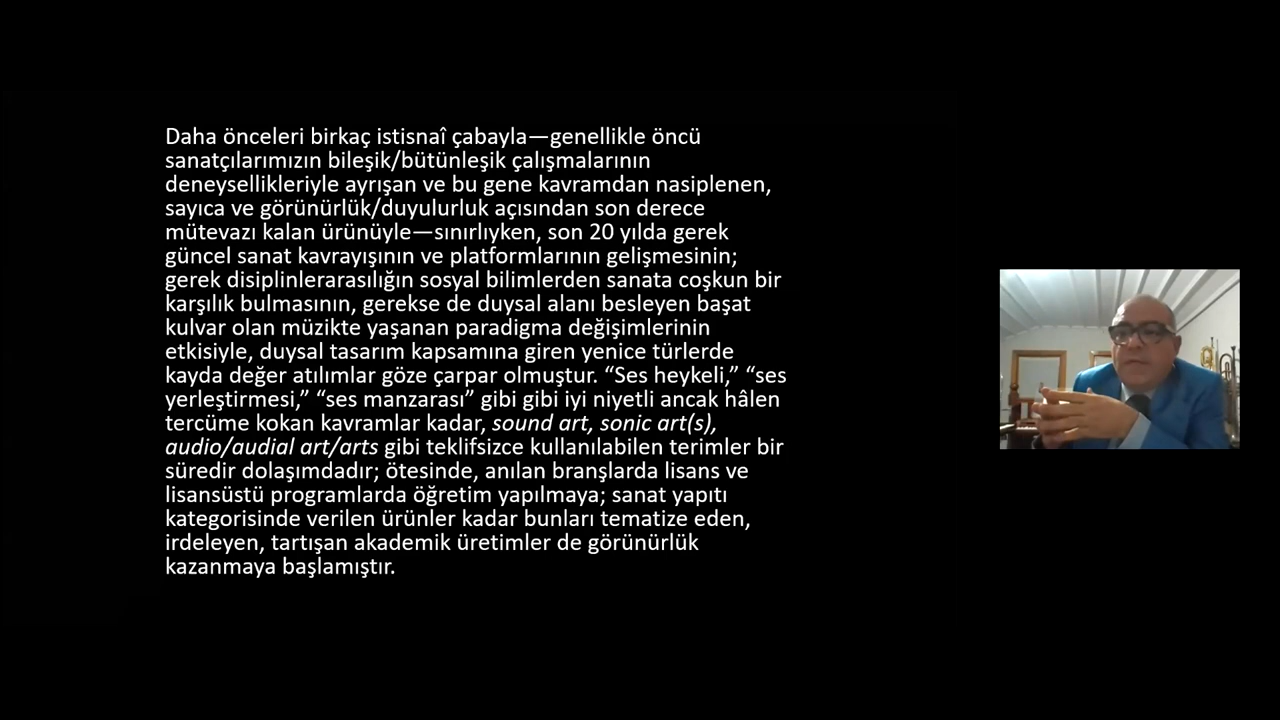 Daha önceleri birkaç istisnaî çabayla—genellikle öncü
sanatçılarımızın bileşik/bütünleşik çalışmalarının
deneysellikleriyle ayrışan ve bu gene kavramdan nasiplenen,
sayıca ve görünürlük/duyulurluk açısından son derece
mütevazı kalan ürünüyle—sınırlıyken, son 20 yılda gerek
güncel sanat kavrayışının ve platformlarının gelişmesinin;
gerek disiplinlerarasılığın sosyal bilimlerden sanata coşkun bir
karşılık bulmasının, gerekse de duysal alanı besleyen başat
kulvar olan müzikte yaşanan paradigma değişimlerinin
etkisiyle, duysal tasarım kapsamına giren yenice türlerde
kayda değer atılımlar göze çarpar olmuştur. “Ses heykeli,” “ses
yerleştirmesi,” “ses manzarası” gibi gibi iyi niyetli ancak hâlen
tercüme kokan kavramlar kadar, sound art, sonic art(s),
audio/audial art/arts gibi teklifsizce kullanılabilen terimler bir
süredir dolaşımdadır; ötesinde, anılan branşlarda lisans ve
lisansüstü programlarda öğretim yapılmaya; sanat yapıtı
kategorisinde verilen ürünler kadar bunları tematize eden,
irdeleyen, tartışan akademik üretimler de görünürlük
kazanmaya başlamıştır.